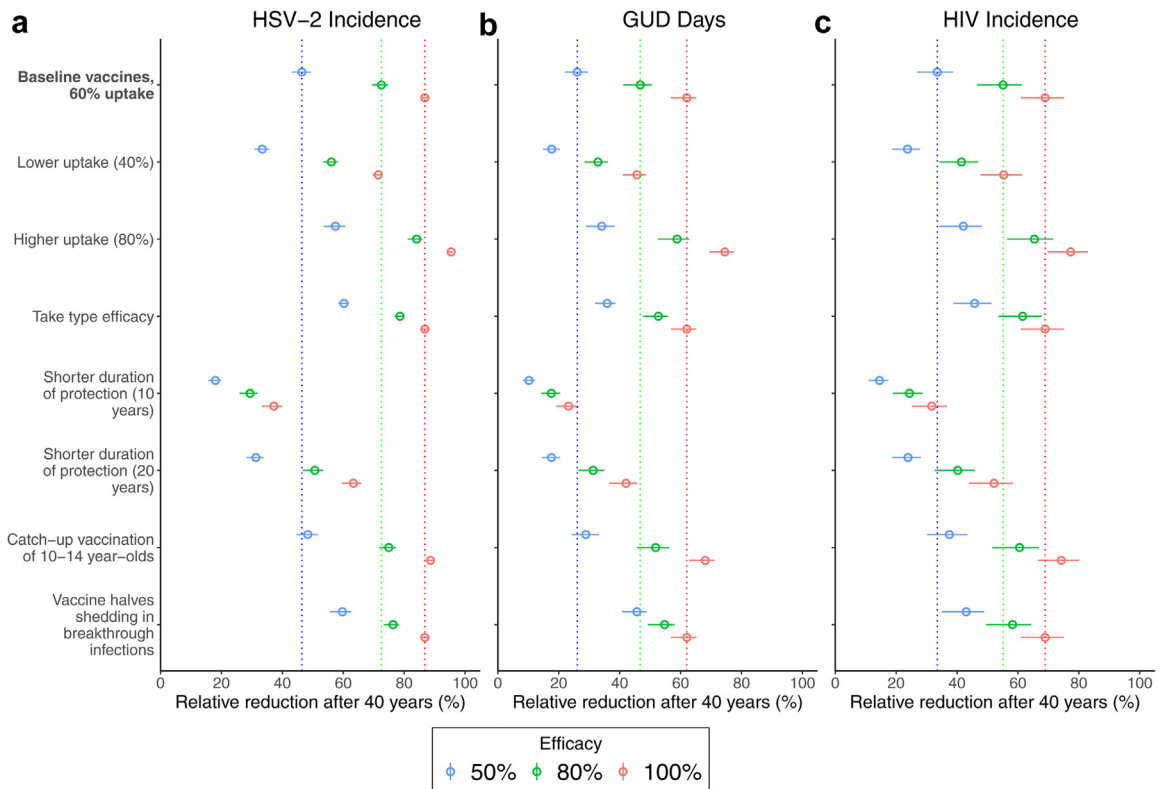 a
HSV−2 Incidence
b
GUD Days
c
HIV Incidence
Baseline vaccines,
60% uptake
Lower uptake (40%)
Higher uptake (80%)
Take type efficacy
Shorter duration
of protection (10
years)
Shorter duration
of protection (20
years)
Catch−up vaccination
of 10−14 year−olds
Vaccine halves
shedding in
breakthrough
infections
0 20 40 60 80 100
0 20 40 60 80 100
0 20 40 60 80 100
Relative reduction after 40 years (%)
Relative reduction after 40 years (%)
Relative reduction after 40 years (%)
Efficacy
50% 80% 100%